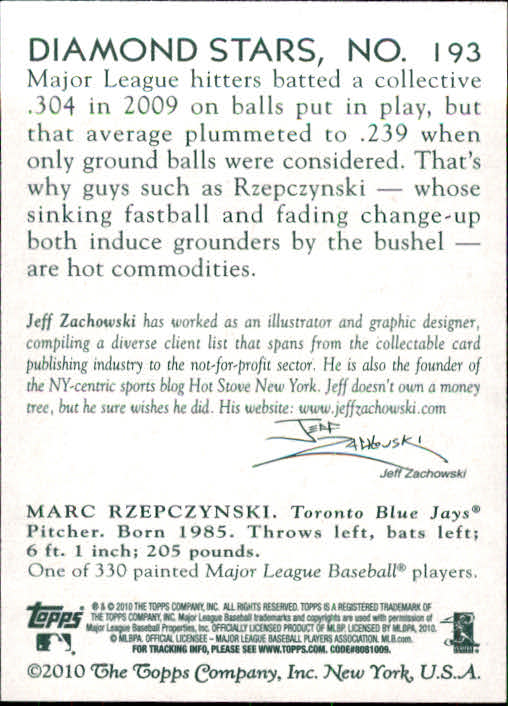 DIAMOND STARS, NO. 193
Major League hitters batted a collective
.304 in 2009 on balls put in play, but
that average plummeted to .239 when
only ground balls were considered. That's
why guys such as Rzepczynski — whose
sinking fastball and fading change-up
both induce grounders by the bushel —
are hot commodities.
Jeff Zachowski has worked as an illustrator and graphic designer,
compiling a diverse client list that spans from the collectable card
publishing industry to the not-for-profit sector. He is also the founder of
the NY-centric sports blog Hot Stove New York. Jeff doesn't own a money
tree, but he sure wishes he did. His website: www.jeffzachowski.com
Jeff Zachowski
Jeff Zachowski
MARC RZEPCZYNSKI. Toronto Blue Jays®
Pitcher. Born 1985. Throws left, bats left;
6 ft. 1 inch; 205 pounds.
One of 330 painted Major League Baseball® players.
Topps
® & © 2010 THE TOPPS COMPANY, INC. ALL RIGHTS RESERVED. TOPPS IS A REGISTERED TRADEMARK OF
THE TOPPS COMPANY, INC. Major League Baseball trademarks and copyrights are used with permission of
Major League Baseball Properties, Inc. OFFICIALLY LICENSED PRODUCT OF MLBP. LICENSED BY MLBPA, 2010.
© MLBPA. OFFICIAL LICENSEE – MAJOR LEAGUE BASEBALL PLAYERS ASSOCIATION. MLB.com.
FOR TRACKING INFO, PLEASE SEE WWW.TOPPS.COM. CODE#8081009.
©2010 The Topps Company, Inc. New York, U.S.A.